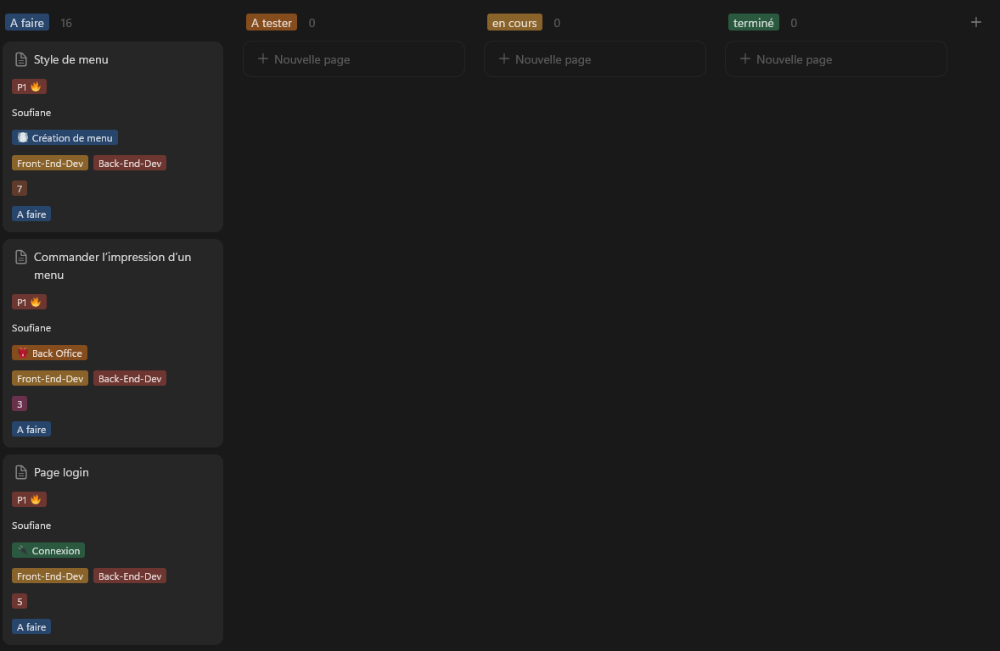 A faire 16
A tester 0
en cours 0
terminé 0
Nouvelle page
Nouvelle page
Nouvelle page
Style de menu
P1
Soufiane
Création de menu
Front-End-Dev Back-End-Dev
7
A faire
Commander l'impression d'un
menu
P1
Soufiane
Back Office
Front-End-Dev Back-End-Dev
3
A faire
Page login
P1
Soufiane
Connexion
Front-End-Dev Back-End-Dev
5
A faire